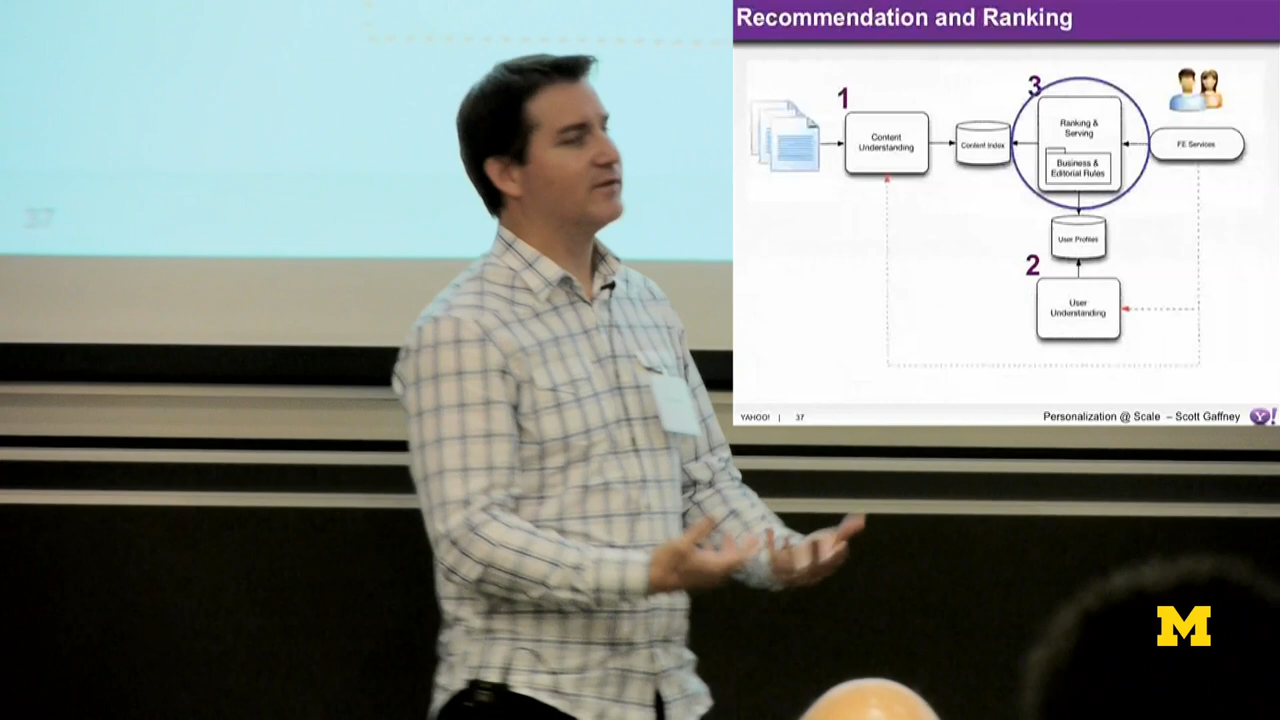 Recommendation and Ranking
1
3
Content
Understanding
Content Index
Ranking &
Serving
Business &
Editorial Rules
FE Services
User Profiles
2
User
Understanding
YAHOO! | 37
Personalization @ Scale – Scott Gaffney
Y!
37
M